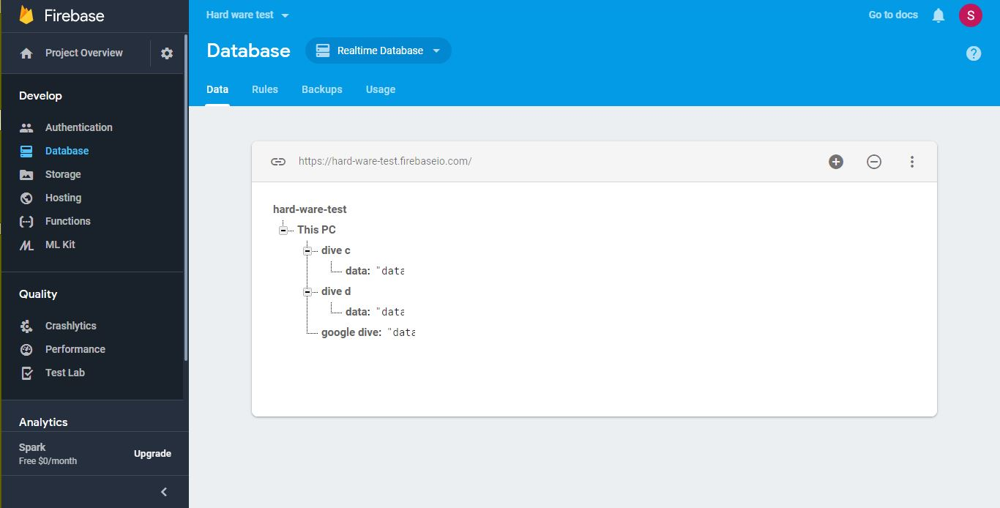 Firebase
Project Overview
Develop
Authentication
Database
Storage
Hosting
Functions
ML Kit
Quality
Crashlytics
Performance
Test Lab
Analytics
Spark
Free $0/month
Upgrade
Hard ware test
Go to docs
S
Database
Realtime Database
?
Data
Rules
Backups
Usage
https://hard-ware-test.firebaseio.com/
hard-ware-test
This PC
dive c
data: "data
dive d
data: "data
google dive: "data